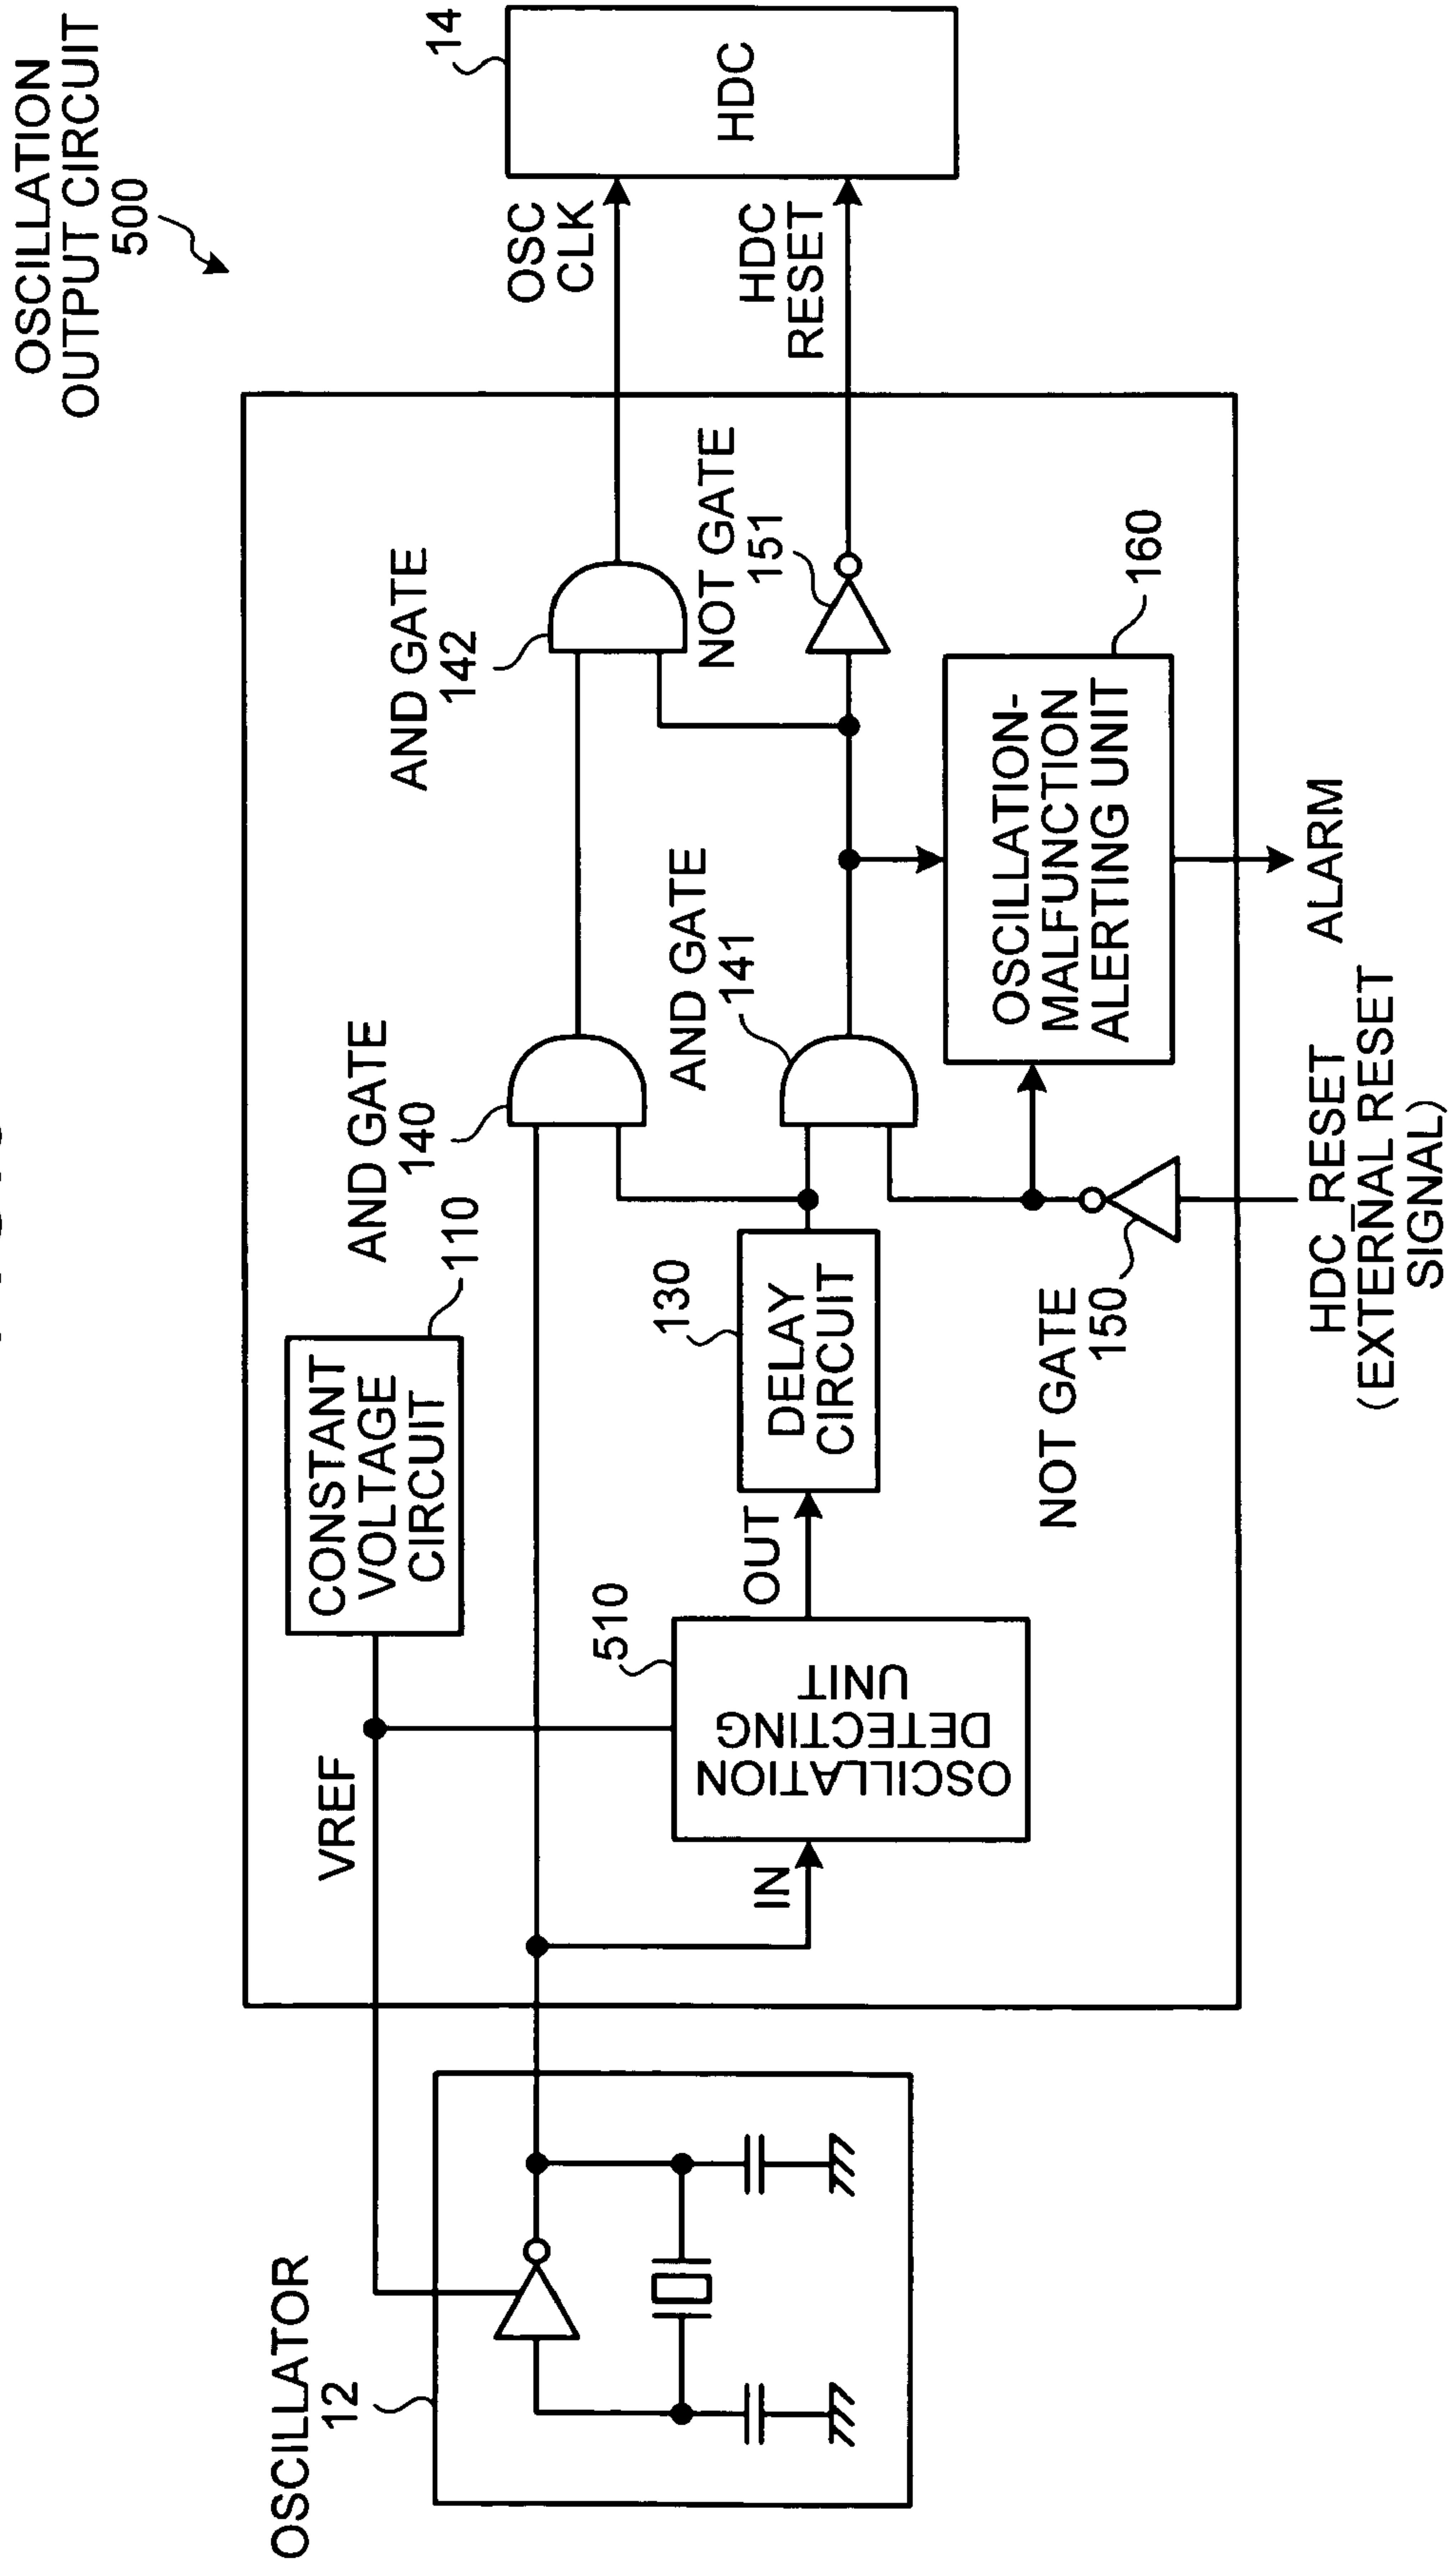 OSCILLATION
OUTPUT CIRCUIT
500
14
HDC
OSC
CLK
HDC
RESET
AND GATE
142
NOT GATE
151
160
OSCILLATION-
MALFUNCTION
ALERTING UNIT
ALARM
AND GATE
140
AND GATE
141
110
CONSTANT
VOLTAGE
CIRCUIT
130
DELAY
CIRCUIT
NOT GATE
150
HDC_RESET
(EXTERNAL RESET
SIGNAL)
VREF
510
OUT
OSCILLATION
DETECTING
UNIT
IN
OSCILLATOR
12